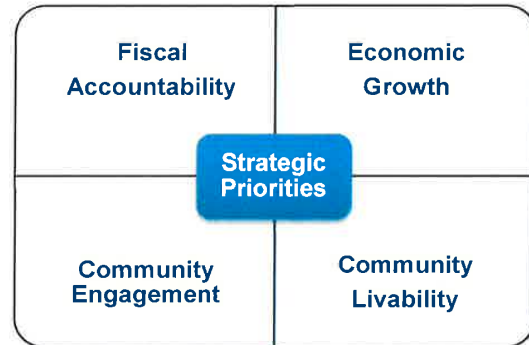 Fiscal
Accountability
Economic
Growth
Strategic
Priorities
Community
Engagement
Community
Livability